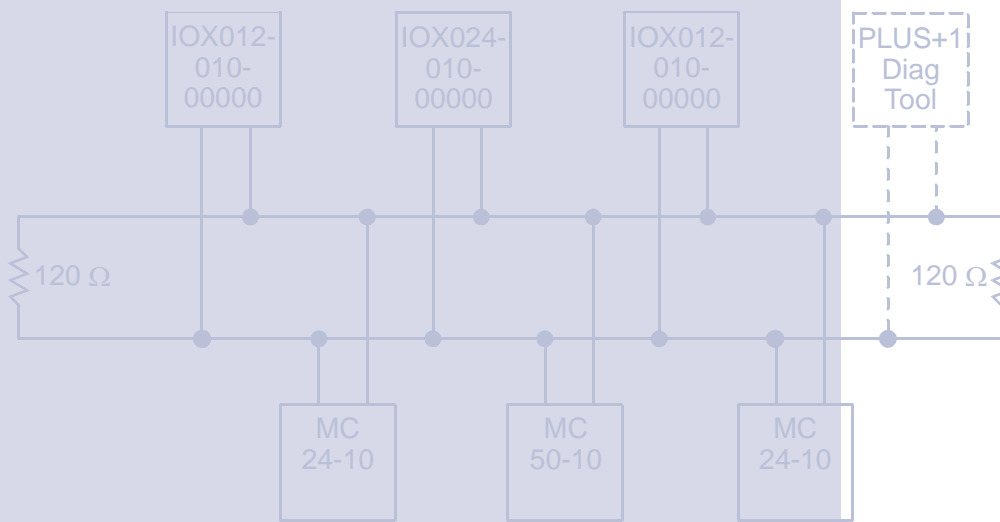 IOX012-
010-
00000
IOX024-
010-
00000
IOX012-
010-
00000
PLUS+1
Diag
Tool
120 Ω
120 Ω
MC
24-10
MC
50-10
MC
24-10